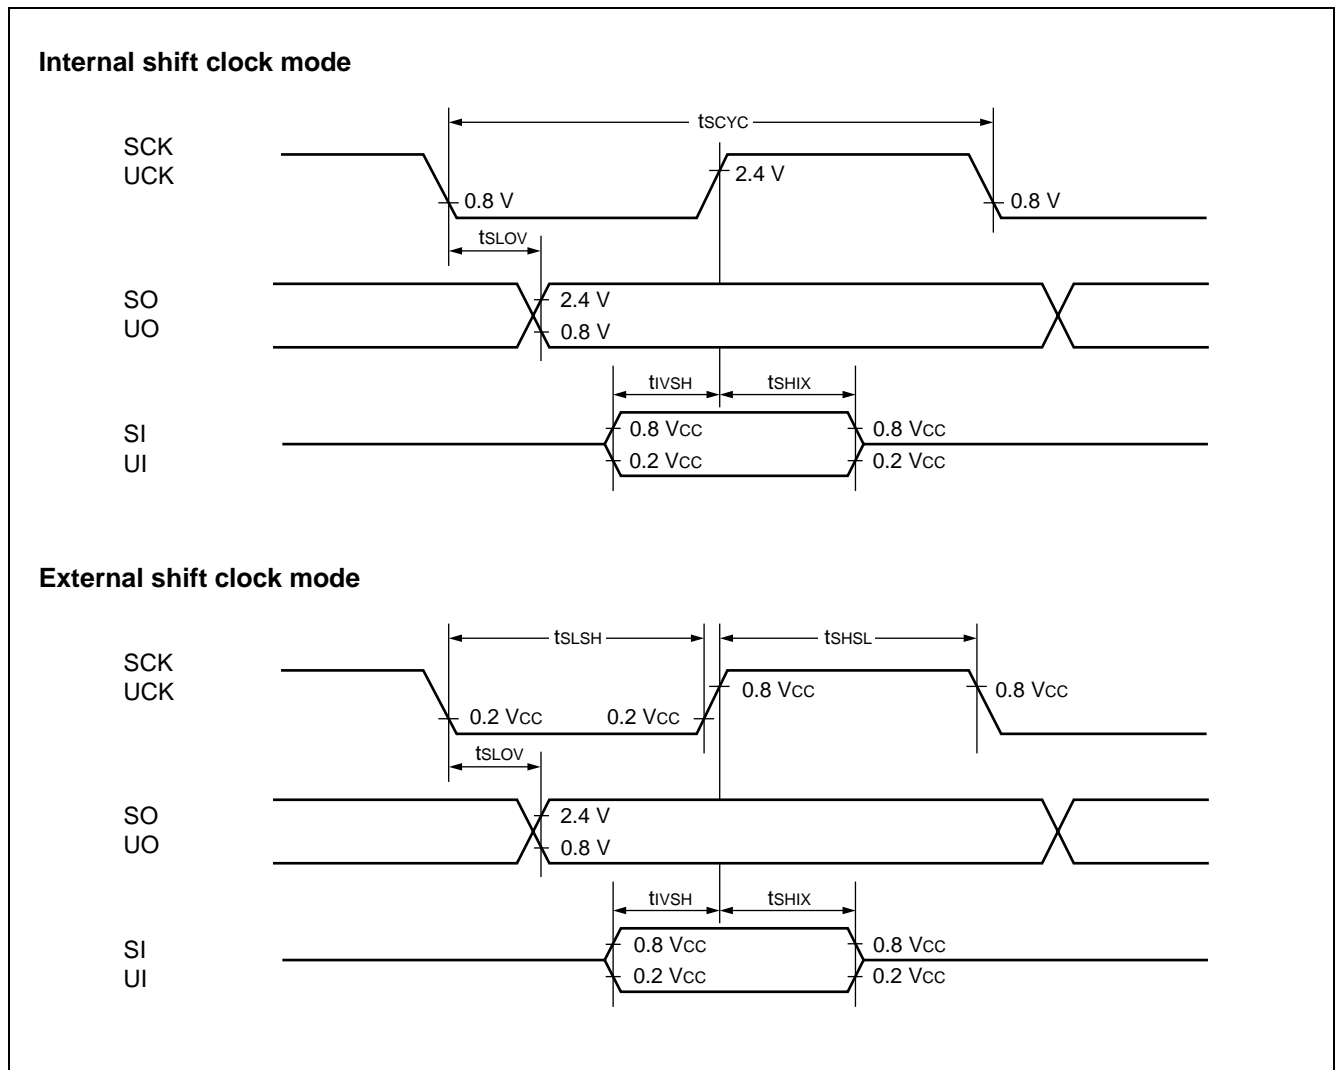 Internal shift clock mode
tSCYC
SCK
UCK
2.4 V
0.8 V
0.8 V
tSLOV
SO
UO
2.4 V
0.8 V
tIVSH
tSHIX
SI
UI
0.8 VCC
0.8 VCC
0.2 VCC
0.2 VCC
External shift clock mode
tSLSH
tSHSL
SCK
UCK
0.8 VCC
0.8 VCC
0.2 VCC
0.2 VCC
tSLOV
SO
UO
2.4 V
0.8 V
tIVSH
tSHIX
SI
UI
0.8 VCC
0.8 VCC
0.2 VCC
0.2 VCC